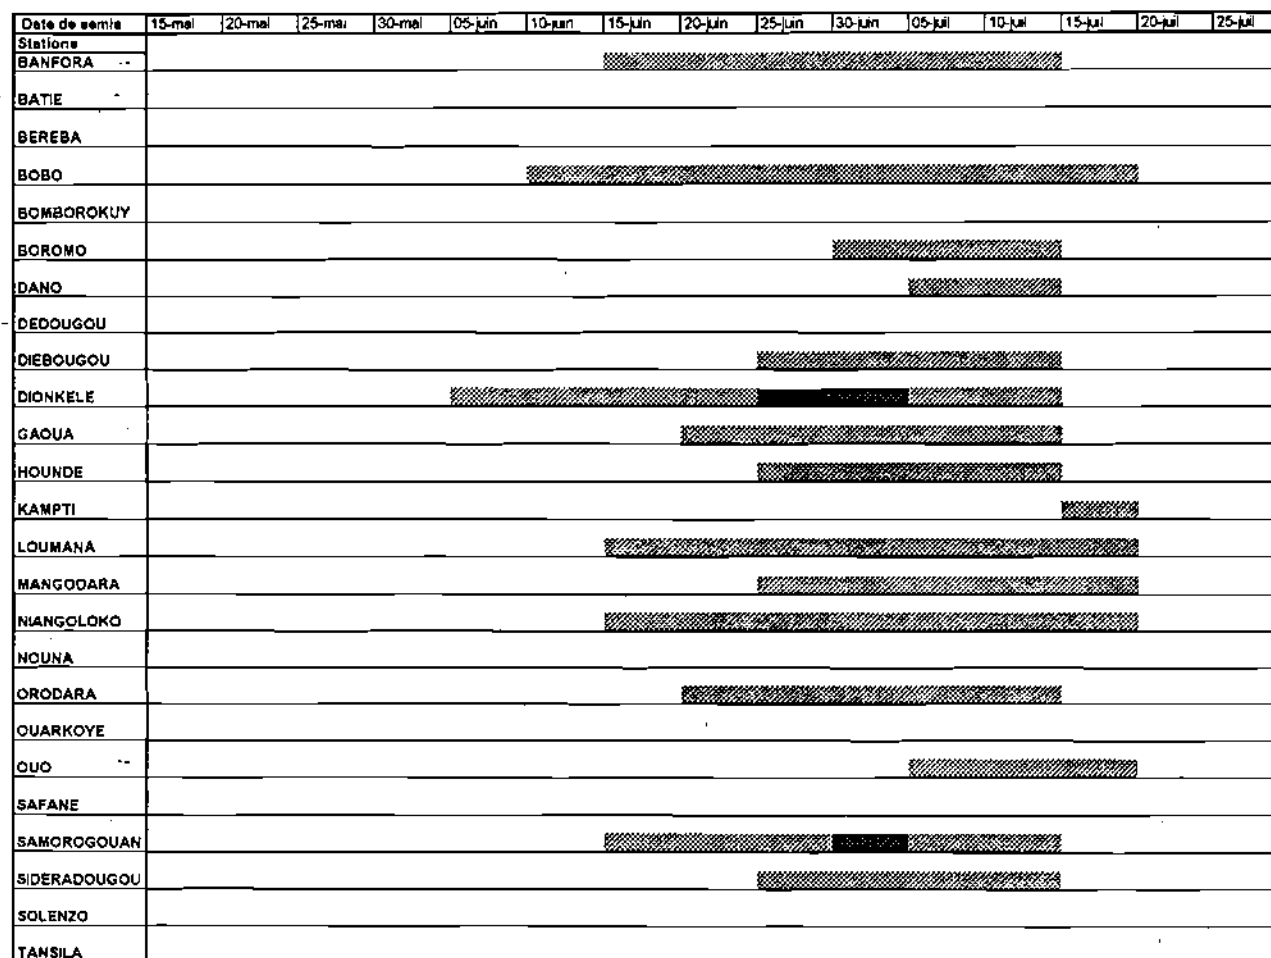 Date de semis 15-mai 20-mai 25-mai 30-mai 05-juin 10-juin 15-juin 20-juin 25-juin 30-juin 05-juil 10-juil 15-juil 20-juil 25-juil
Stations
BANFORA
BATIE
BEREBA
BOBO
BOMBOROKUY
BOROMO
DANO
DEDOUGOU
DIEBOUGOU
DIONKELE
GAOUA
HOUNDE
KAMPTI
LOUMANA
MANGODARA
NIANGOLOKO
NOUNA
ORODARA
OUARKOYE
OUO
SAFANE
SAMOROGOUAN
SIDERADOUGOU
SOLENZO
TANSILA